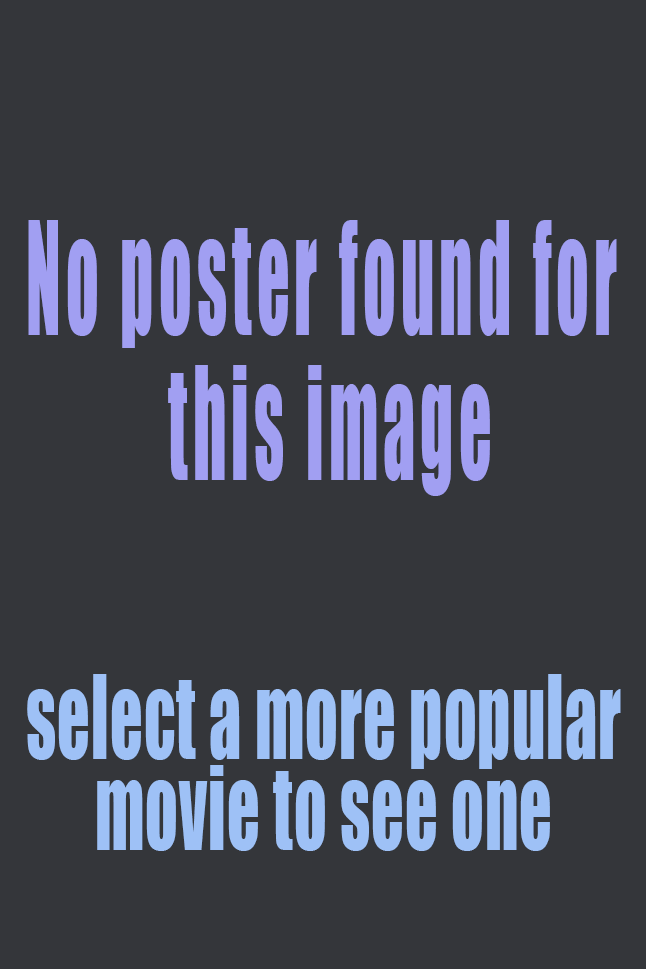 No poster found for
this image
select a more popular
movie to see one